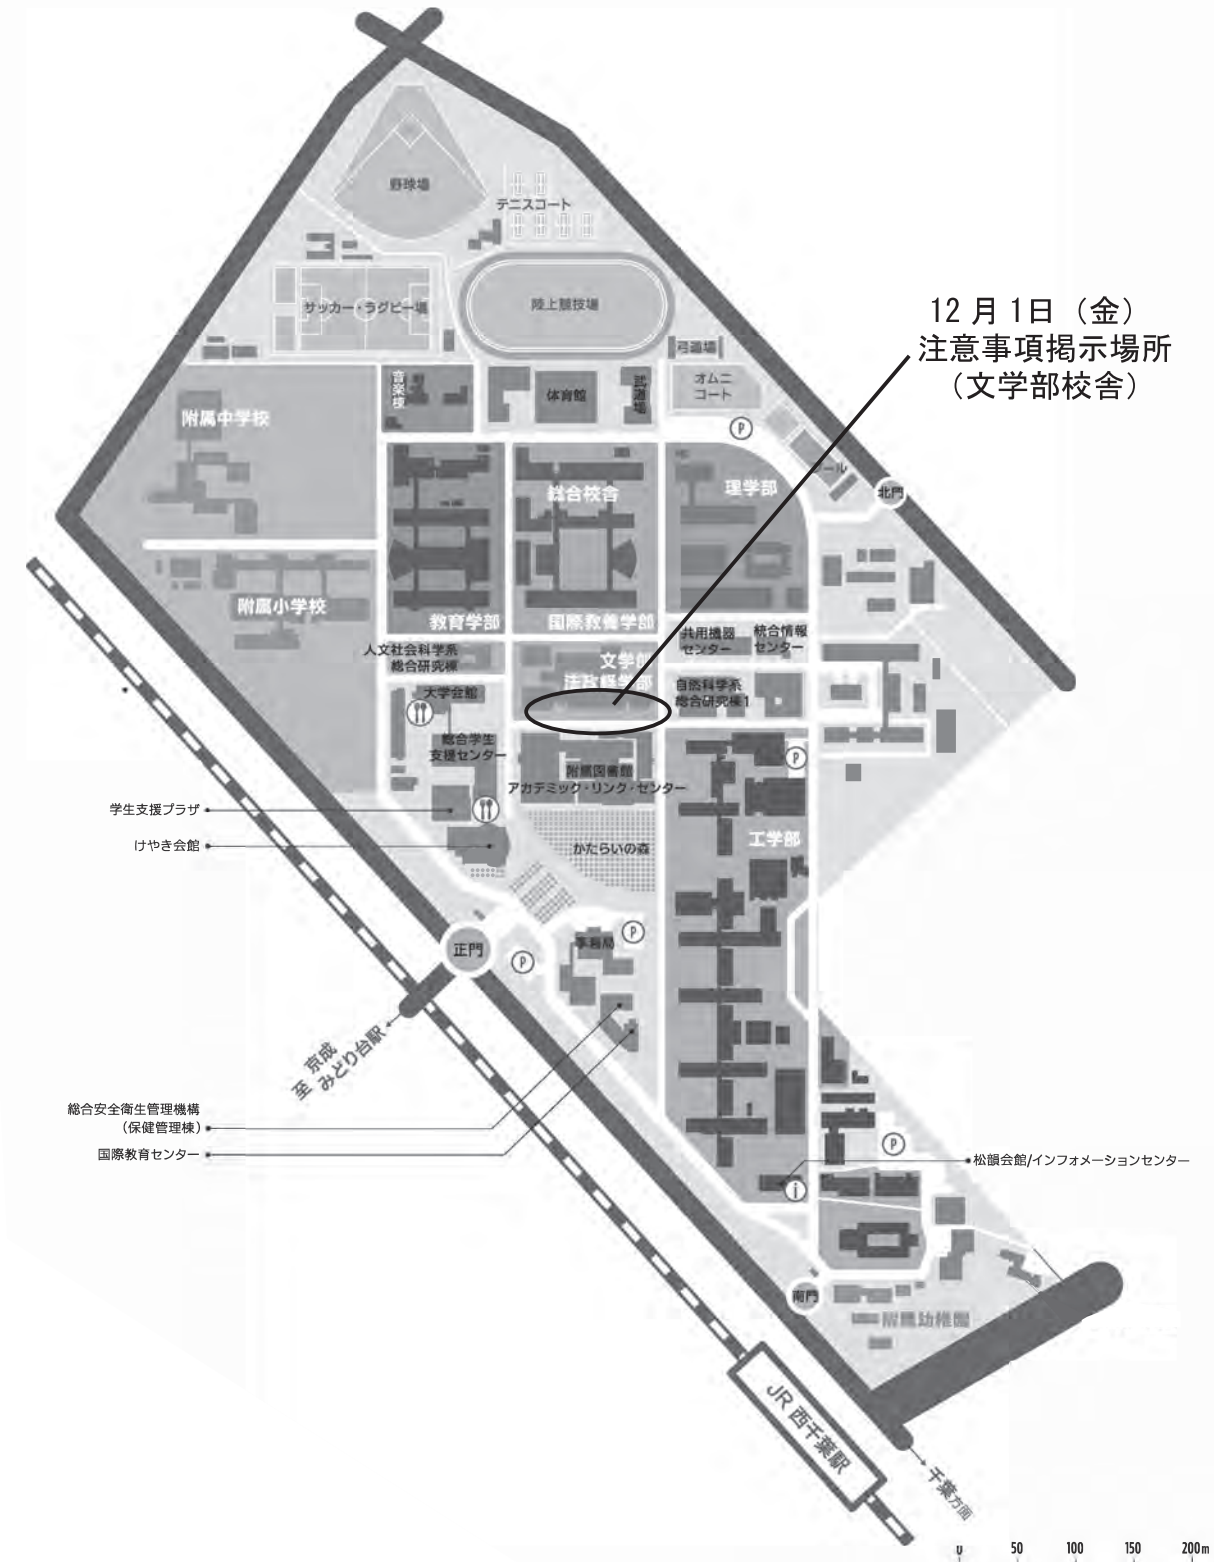 野球場
テニスコート
サッカー・ラグビー場
陸上競技場
12月1日（金）
注意事項掲示場所
（文学部校舎）
弓道場
音楽棟
体育館
武道場
オムニ
コート
附属中学校
P
プール
北門
総合校舎
理学部
附属小学校
教育学部
国際教養学部
共用機器
センター
統合情報
センター
人文社会科学系
総合研究棟
文学部
法政経学部
自然科学系
総合研究棟1
大学会館
総合学生
支援センター
附属図書館
アカデミック・リンク・センター
P
学生支援プラザ
けやき会館
かたらいの森
工学部
正門
P
事務局
P
至 京成
みどり台駅
総合安全衛生管理機構
（保健管理棟）
国際教育センター
P
松韻会館/インフォメーションセンター
i
南門
附属幼稚園
JR 西千葉駅
千葉方面
0 50 100 150 200m